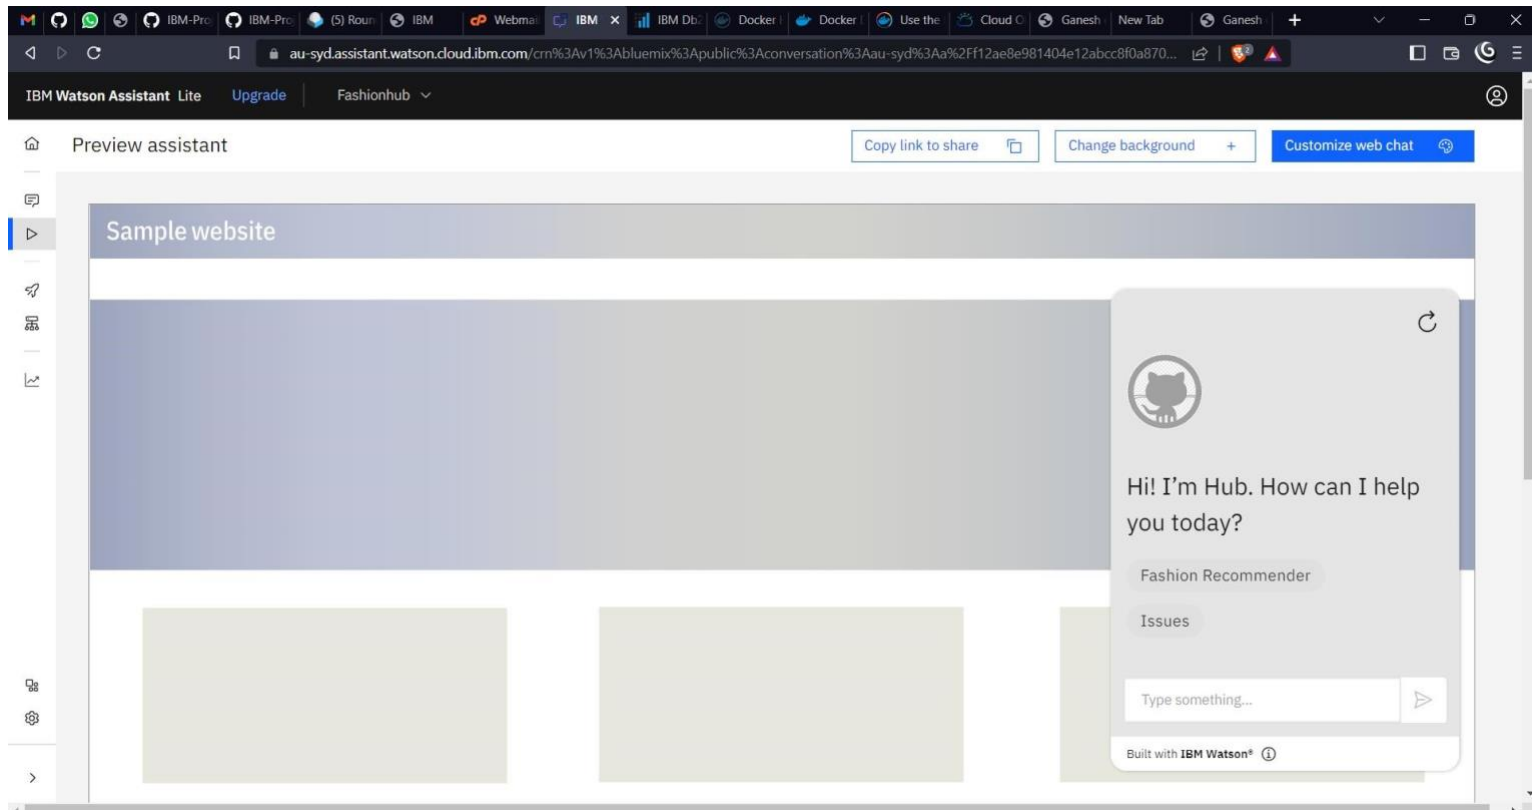 IBM-Pro
IBM-Pro
(5) Roun
IBM
Webmai
IBM
IBM Db2
Docker
Docker
Use the
Cloud O
Ganesh
New Tab
Ganesh
au-syd.assistant.watson.cloud.ibm.com/crn%3Av1%3Abluemix%3Apublic%3Aconversation%3Aau-syd%3Aa%2Ff12ae8e981404e12abcc8f0a870...
IBM Watson Assistant Lite Upgrade Fashionhub
Preview assistant
Copy link to share
Change background +
Customize web chat
Sample website
Hi! I'm Hub. How can I help
you today?
Fashion Recommender
Issues
Type something...
Built with IBM Watson®